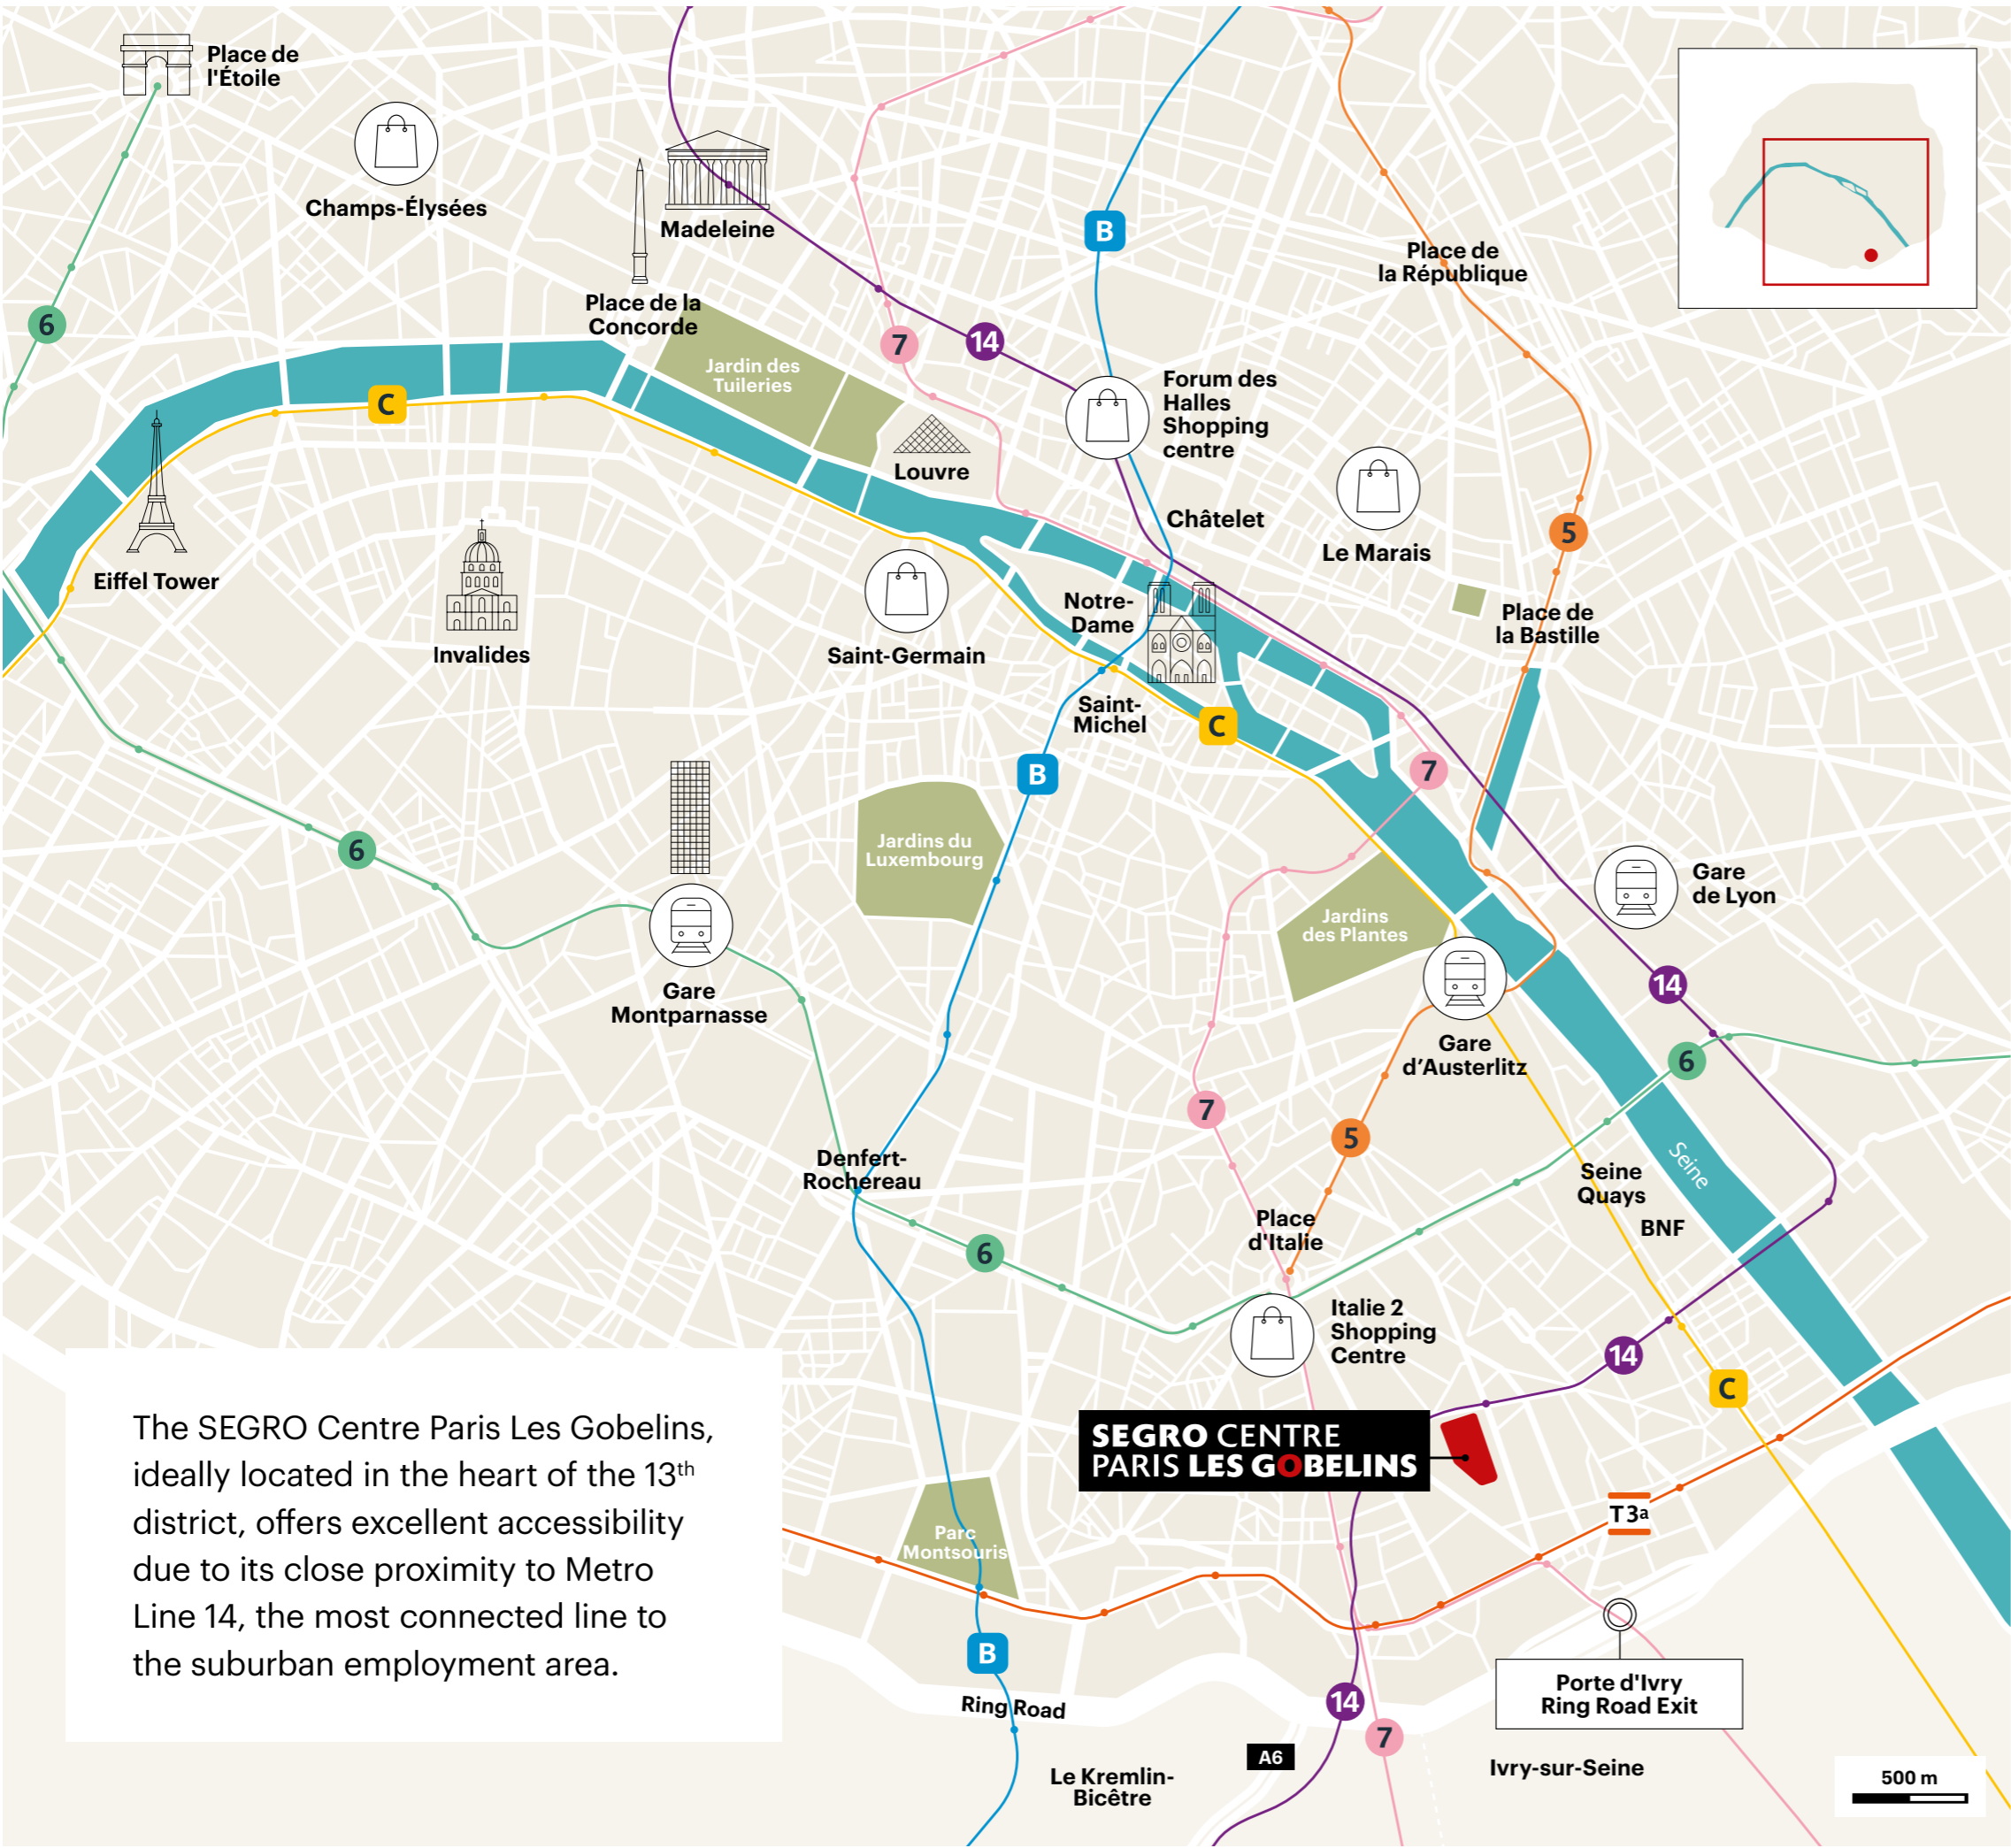 Place de
l'Étoile
Champs-Élysées
Madeleine
Place de la
Concorde
B
Place de
la République
6
7
14
C
Jardin des
Tuileries
Louvre
Forum des
Halles
Shopping
centre
Châtelet
Le Marais
5
Eiffel Tower
Invalides
Saint-Germain
Notre-
Dame
Place de
la Bastille
Saint-
Michel
C
B
7
6
Jardins du
Luxembourg
Gare
de Lyon
Jardins
des Plantes
Gare
Montparnasse
14
Gare
d’Austerlitz
6
7
5
Denfert-
Rochereau
Seine
Seine
Quays
BNF
Place
d'Italie
6
Italie 2
Shopping
Centre
14
C
SEGRO CENTRE
PARIS LES GOBELINS
The SEGRO Centre Paris Les Gobelins,
ideally located in the heart of the 13th
district, offers excellent accessibility
due to its close proximity to Metro
Line 14, the most connected line to
the suburban employment area.
T3a
Parc
Montsouris
B
Ring Road
14
7
Porte d'Ivry
Ring Road Exit
A6
Le Kremlin-
Bicêtre
Ivry-sur-Seine
500 m